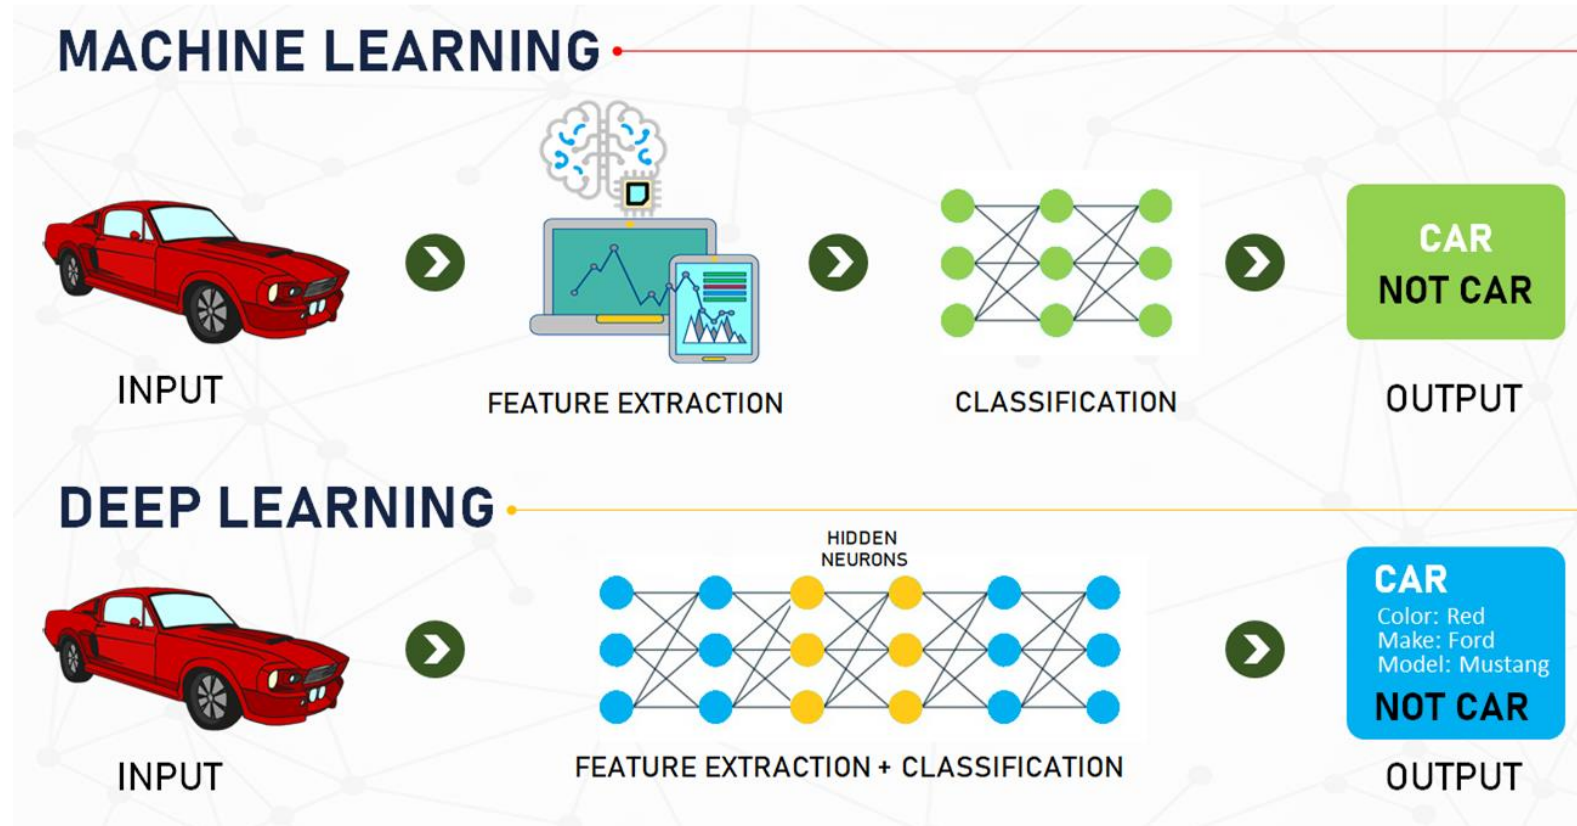 MACHINE LEARNING
CAR
NOT CAR
INPUT
FEATURE EXTRACTION
CLASSIFICATION
OUTPUT
DEEP LEARNING
HIDDEN
NEURONS
CAR
Color: Red
Make: Ford
Model: Mustang
NOT CAR
INPUT
FEATURE EXTRACTION + CLASSIFICATION
OUTPUT